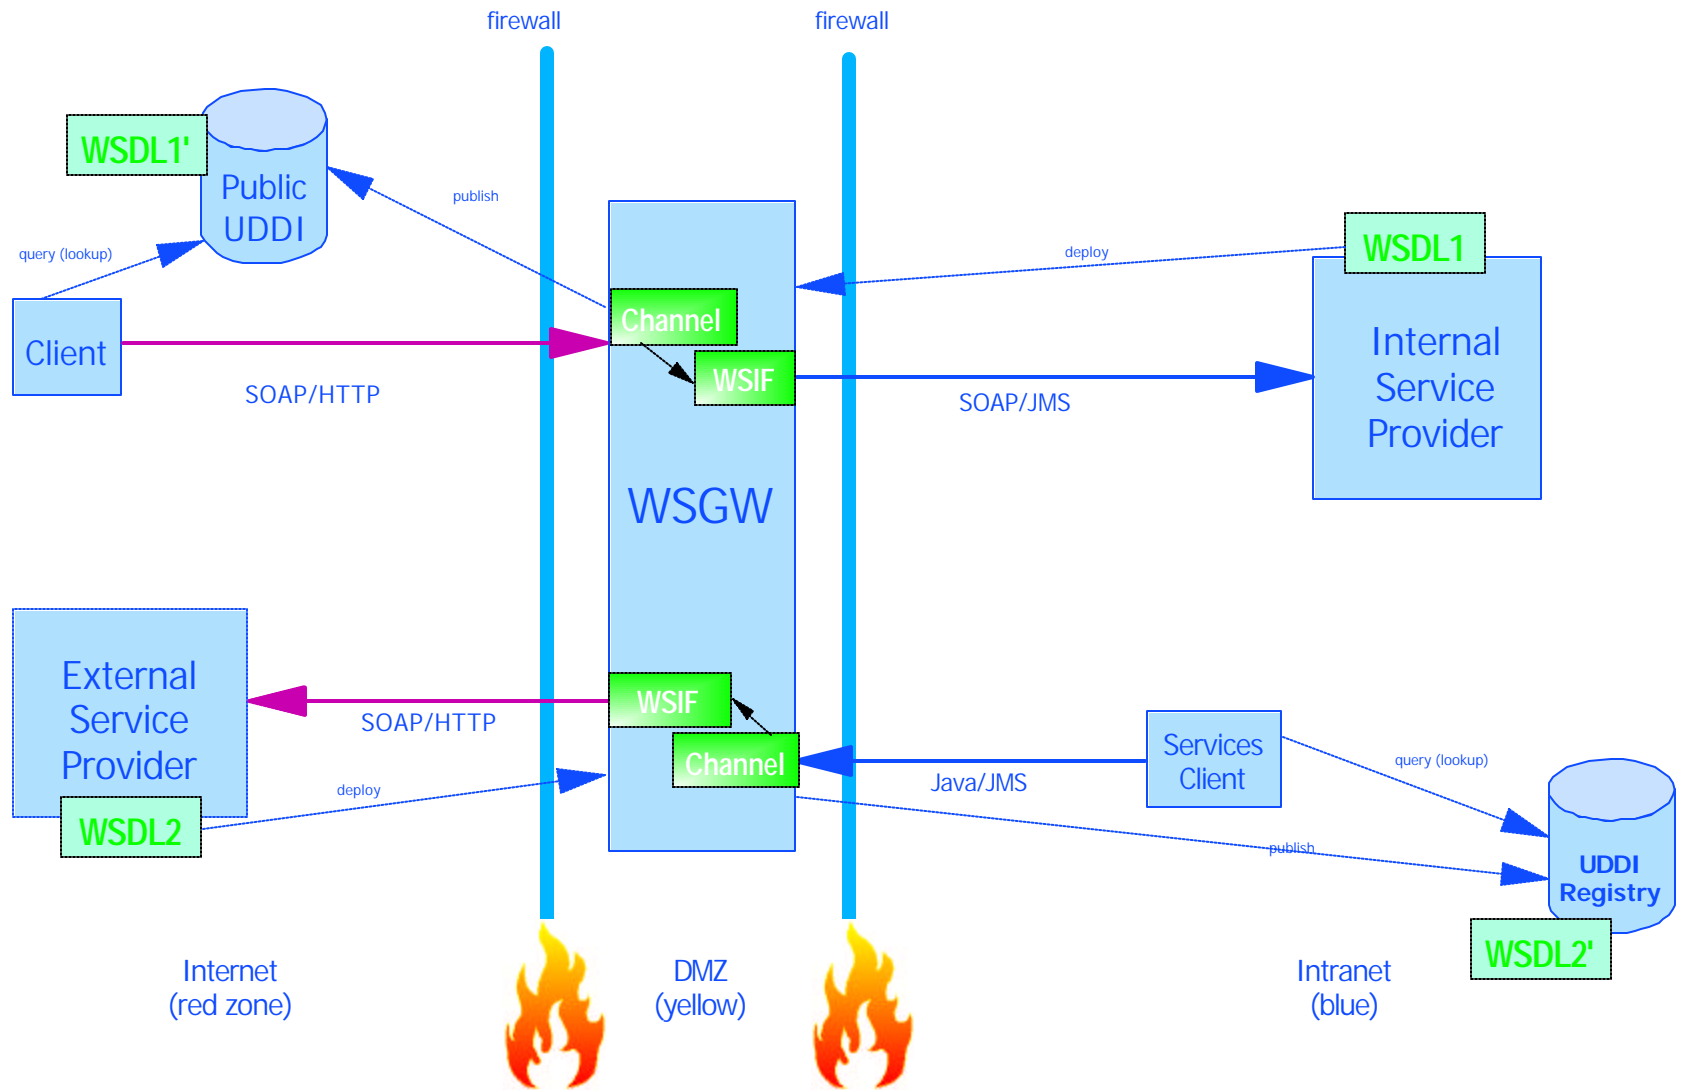 firewall
firewall
WSDL1'
Public
UDDI
publish
query (lookup)
deploy
WSDL1
Client
SOAP/HTTP
Channel
WSIF
SOAP/JMS
Internal
Service
Provider
WSGW
External
Service
Provider
WSDL2
SOAP/HTTP
deploy
WSIF
Channel
Java/JMS
Services
Client
query (lookup)
publish
UDDI
Registry
WSDL2'
Internet
(red zone)
DMZ
(yellow)
Intranet
(blue)